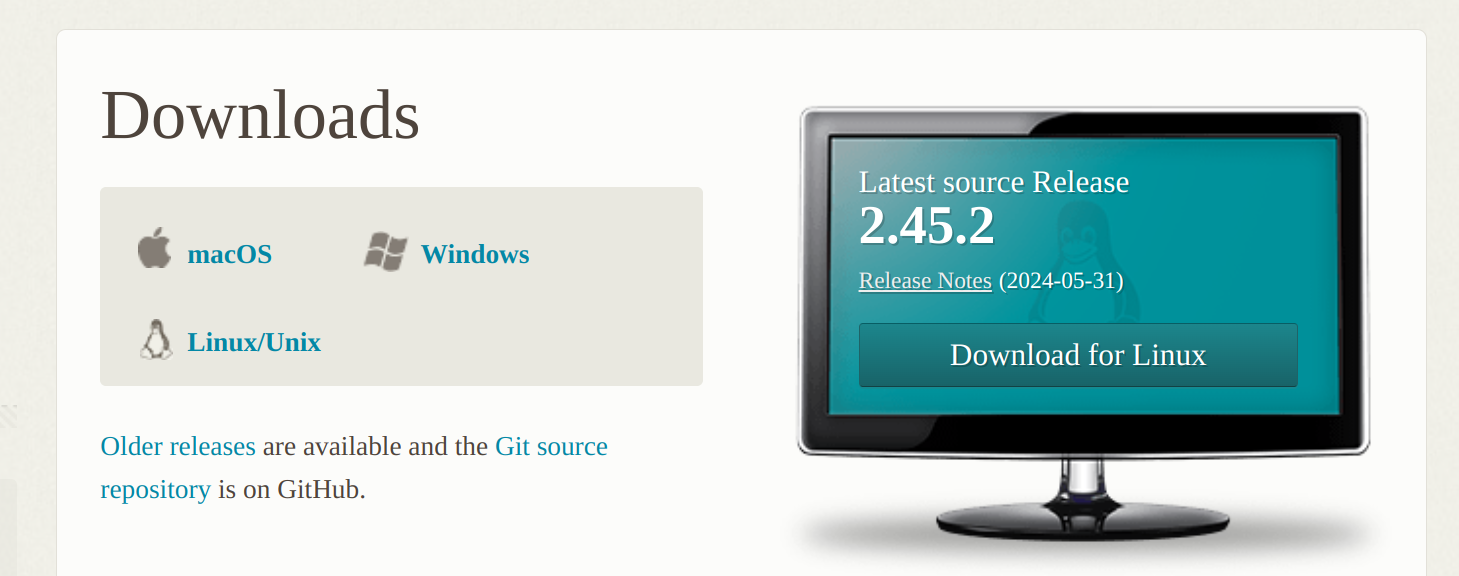 Downloads
macOS
Windows
Linux/Unix
Older releases are available and the Git source
repository is on GitHub.
Latest source Release
2.45.2
Release Notes (2024-05-31)
Download for Linux